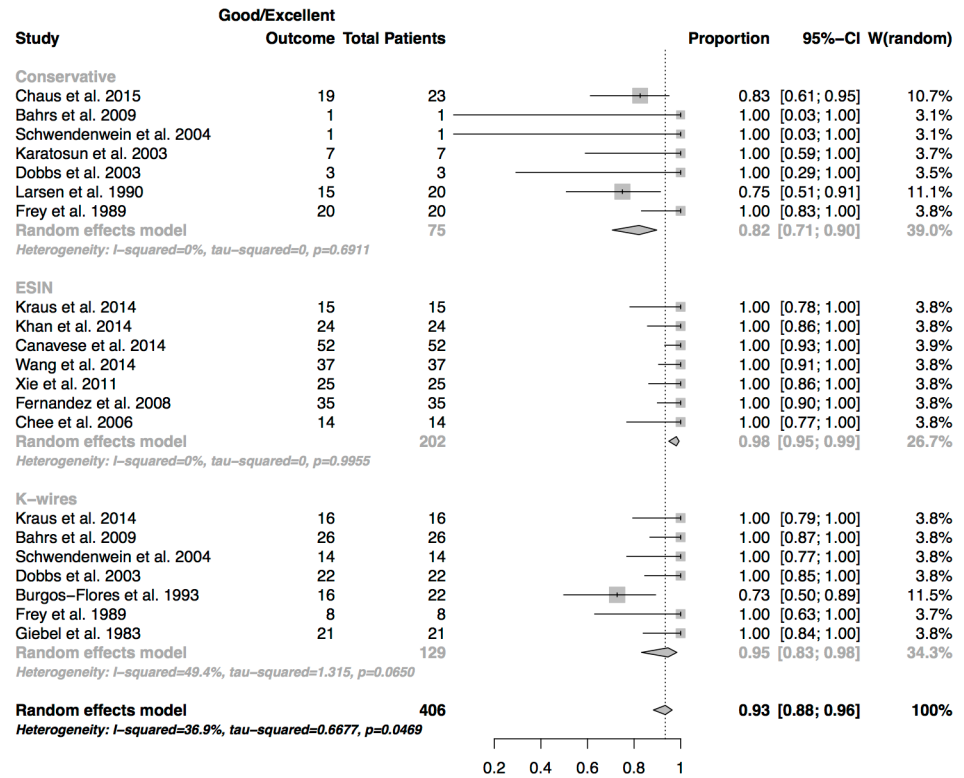 Good/Excellent
Study Outcome Total Patients Proportion 95%−CI W(random)
Conservative
Chaus et al. 2015 19 23 0.83 [0.61; 0.95] 10.7%
Bahrs et al. 2009 1 1 1.00 [0.03; 1.00] 3.1%
Schwendenwein et al. 2004 1 1 1.00 [0.03; 1.00] 3.1%
Karatosun et al. 2003 7 7 1.00 [0.59; 1.00] 3.7%
Dobbs et al. 2003 3 3 1.00 [0.29; 1.00] 3.5%
Larsen et al. 1990 15 20 0.75 [0.51; 0.91] 11.1%
Frey et al. 1989 20 20 1.00 [0.83; 1.00] 3.8%
Random effects model 75 0.82 [0.71; 0.90] 39.0%
Heterogeneity: I−squared=0%, tau−squared=0, p=0.6911
ESIN
Kraus et al. 2014 15 15 1.00 [0.78; 1.00] 3.8%
Khan et al. 2014 24 24 1.00 [0.86; 1.00] 3.8%
Canavese et al. 2014 52 52 1.00 [0.93; 1.00] 3.9%
Wang et al. 2014 37 37 1.00 [0.91; 1.00] 3.8%
Xie et al. 2011 25 25 1.00 [0.86; 1.00] 3.8%
Fernandez et al. 2008 35 35 1.00 [0.90; 1.00] 3.8%
Chee et al. 2006 14 14 1.00 [0.77; 1.00] 3.8%
Random effects model 202 0.98 [0.95; 0.99] 26.7%
Heterogeneity: I−squared=0%, tau−squared=0, p=0.9955
K−wires
Kraus et al. 2014 16 16 1.00 [0.79; 1.00] 3.8%
Bahrs et al. 2009 26 26 1.00 [0.87; 1.00] 3.8%
Schwendenwein et al. 2004 14 14 1.00 [0.77; 1.00] 3.8%
Dobbs et al. 2003 22 22 1.00 [0.85; 1.00] 3.8%
Burgos−Flores et al. 1993 16 22 0.73 [0.50; 0.89] 11.5%
Frey et al. 1989 8 8 1.00 [0.63; 1.00] 3.7%
Giebel et al. 1983 21 21 1.00 [0.84; 1.00] 3.8%
Random effects model 129 0.95 [0.83; 0.98] 34.3%
Heterogeneity: I−squared=49.4%, tau−squared=1.315, p=0.0650
Random effects model 406 0.93 [0.88; 0.96] 100%
Heterogeneity: I−squared=36.9%, tau−squared=0.6677, p=0.0469
0.2 0.4 0.6 0.8 1